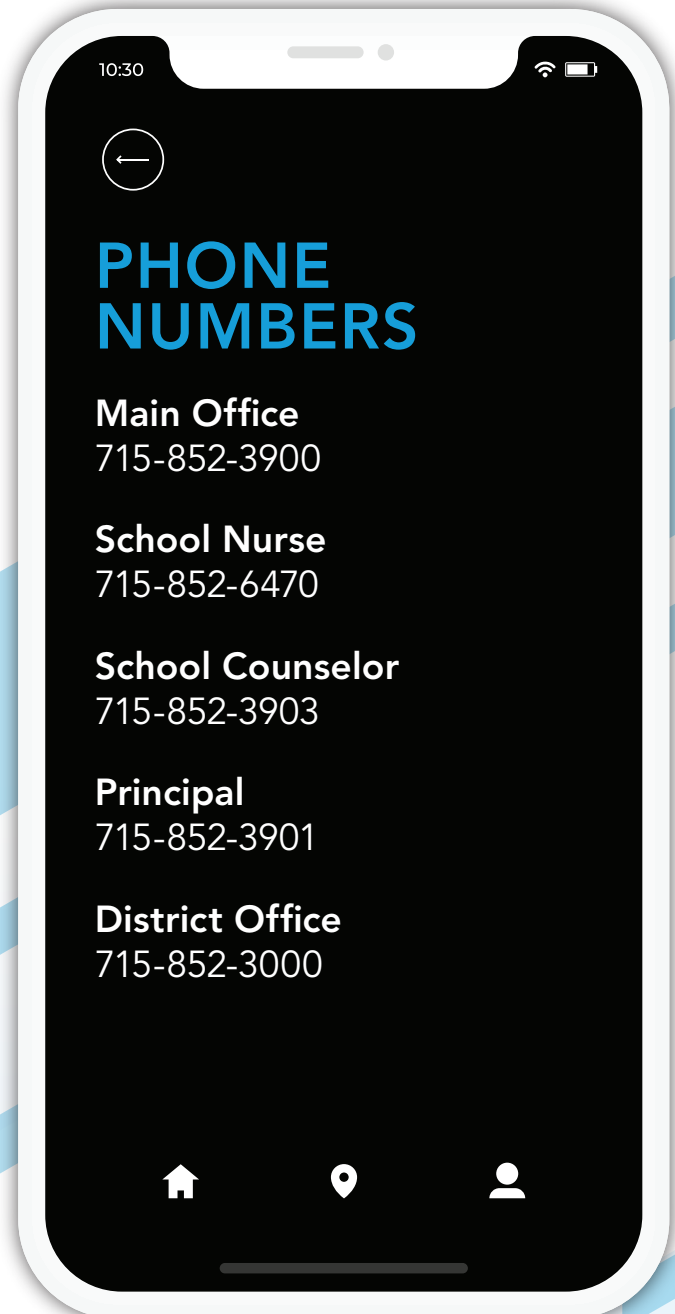 10:30
PHONE
NUMBERS
Main Office
715-852-3900
School Nurse
715-852-6470
School Counselor
715-852-3903
Principal
715-852-3901
District Office
715-852-3000